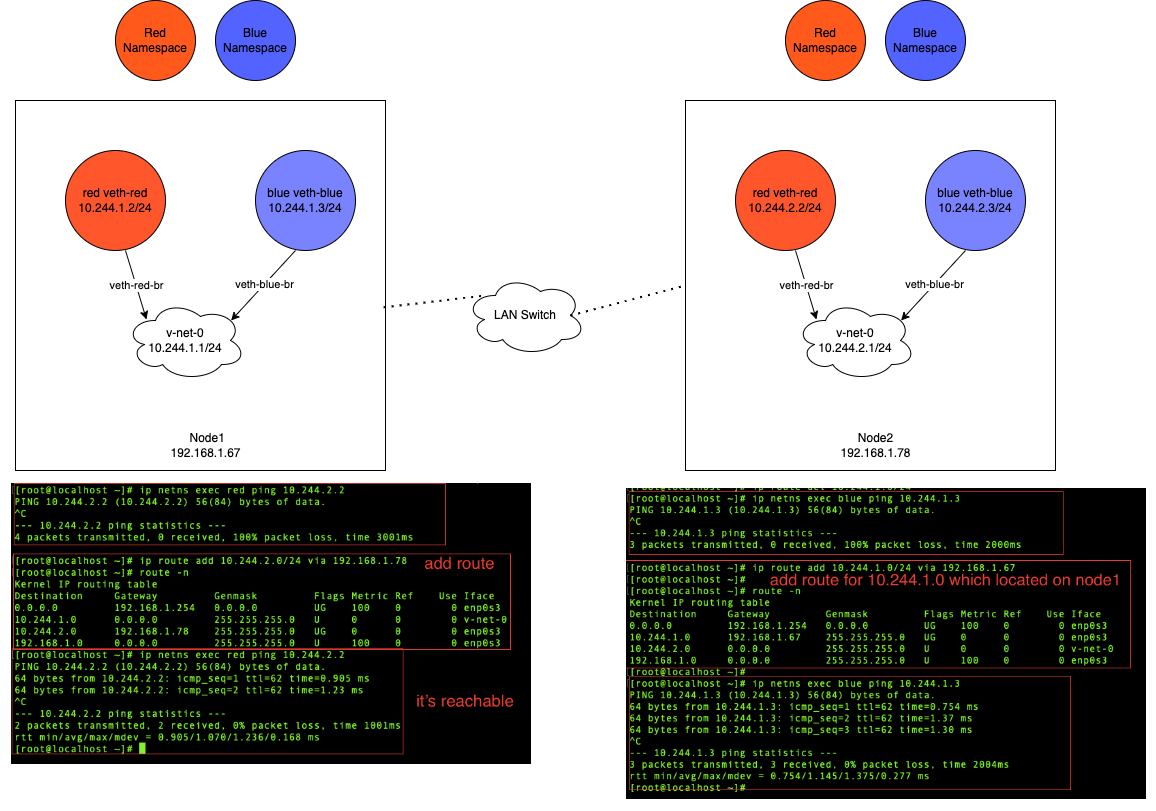 Red
Namespace
Blue
Namespace
Red
Namespace
Blue
Namespace
red veth-red
10.244.1.2/24
blue veth-blue
10.244.1.3/24
veth-red-br
veth-blue-br
v-net-0
10.244.1.1/24
Node1
192.168.1.67
LAN Switch
red veth-red
10.244.2.2/24
blue veth-blue
10.244.2.3/24
veth-red-br
veth-blue-br
v-net-0
10.244.2.1/24
Node2
192.168.1.78
[[root@localhost ~]# ip netns exec red ping 10.244.2.2
PING 10.244.2.2 (10.244.2.2) 56(84) bytes of data.
^C
--- 10.244.2.2 ping statistics ---
4 packets transmitted, 0 received, 100% packet loss, time 3001ms
[[root@localhost ~]# ip route add 10.244.2.0/24 via 192.168.1.78
add route
[[root@localhost ~]# route -n
Kernel IP routing table
Destination Gateway Genmask Flags Metric Ref Use Iface
0.0.0.0 192.168.1.254 0.0.0.0 UG 100 0 0 enp0s3
10.244.1.0 0.0.0.0 255.255.255.0 U 0 0 0 v-net-0
10.244.2.0 192.168.1.78 255.255.255.0 UG 0 0 0 enp0s3
192.168.1.0 0.0.0.0 255.255.255.0 U 100 0 0 enp0s3
[[root@localhost ~]# ip netns exec red ping 10.244.2.2
PING 10.244.2.2 (10.244.2.2) 56(84) bytes of data.
64 bytes from 10.244.2.2: icmp_seq=1 ttl=62 time=0.905 ms
64 bytes from 10.244.2.2: icmp_seq=2 ttl=62 time=1.23 ms
^C
it's reachable
--- 10.244.2.2 ping statistics ---
2 packets transmitted, 2 received, 0% packet loss, time 1001ms
rtt min/avg/max/mdev = 0.905/1.070/1.236/0.168 ms
[root@localhost ~]#
[[root@localhost ~]# ip netns exec blue ping 10.244.1.3
PING 10.244.1.3 (10.244.1.3) 56(84) bytes of data.
^C
--- 10.244.1.3 ping statistics ---
3 packets transmitted, 0 received, 100% packet loss, time 2000ms
[[root@localhost ~]# ip route add 10.244.1.0/24 via 192.168.1.67
[[root@localhost ~]#
add route for 10.244.1.0 which located on node1
[[root@localhost ~]# route -n
Kernel IP routing table
Destination Gateway Genmask Flags Metric Ref Use Iface
0.0.0.0 192.168.1.254 0.0.0.0 UG 100 0 0 enp0s3
10.244.1.0 192.168.1.67 255.255.255.0 UG 0 0 0 enp0s3
10.244.2.0 0.0.0.0 255.255.255.0 U 0 0 0 v-net-0
192.168.1.0 0.0.0.0 255.255.255.0 U 100 0 0 enp0s3
[[root@localhost ~]#
[[root@localhost ~]# ip netns exec blue ping 10.244.1.3
PING 10.244.1.3 (10.244.1.3) 56(84) bytes of data.
64 bytes from 10.244.1.3: icmp_seq=1 ttl=62 time=0.754 ms
64 bytes from 10.244.1.3: icmp_seq=2 ttl=62 time=1.37 ms
64 bytes from 10.244.1.3: icmp_seq=3 ttl=62 time=1.30 ms
^C
--- 10.244.1.3 ping statistics ---
3 packets transmitted, 3 received, 0% packet loss, time 2004ms
rtt min/avg/max/mdev = 0.754/1.145/1.375/0.277 ms
[root@localhost ~]#